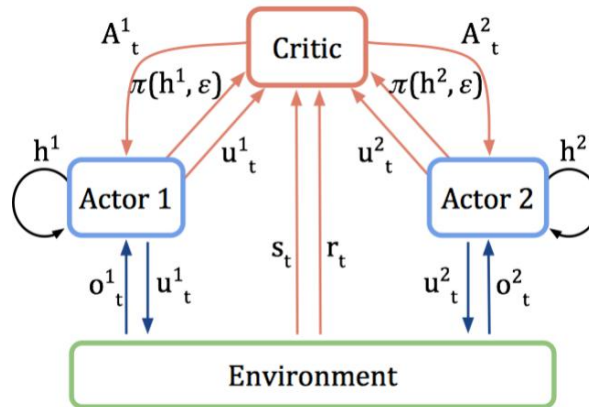 A¹ₜ
Critic
A²ₜ
π(h¹, ε)
π(h², ε)
h¹
u¹ₜ
u²ₜ
h²
Actor 1
Actor 2
sₜ
rₜ
o¹ₜ
u¹ₜ
u²ₜ
o²ₜ
Environment